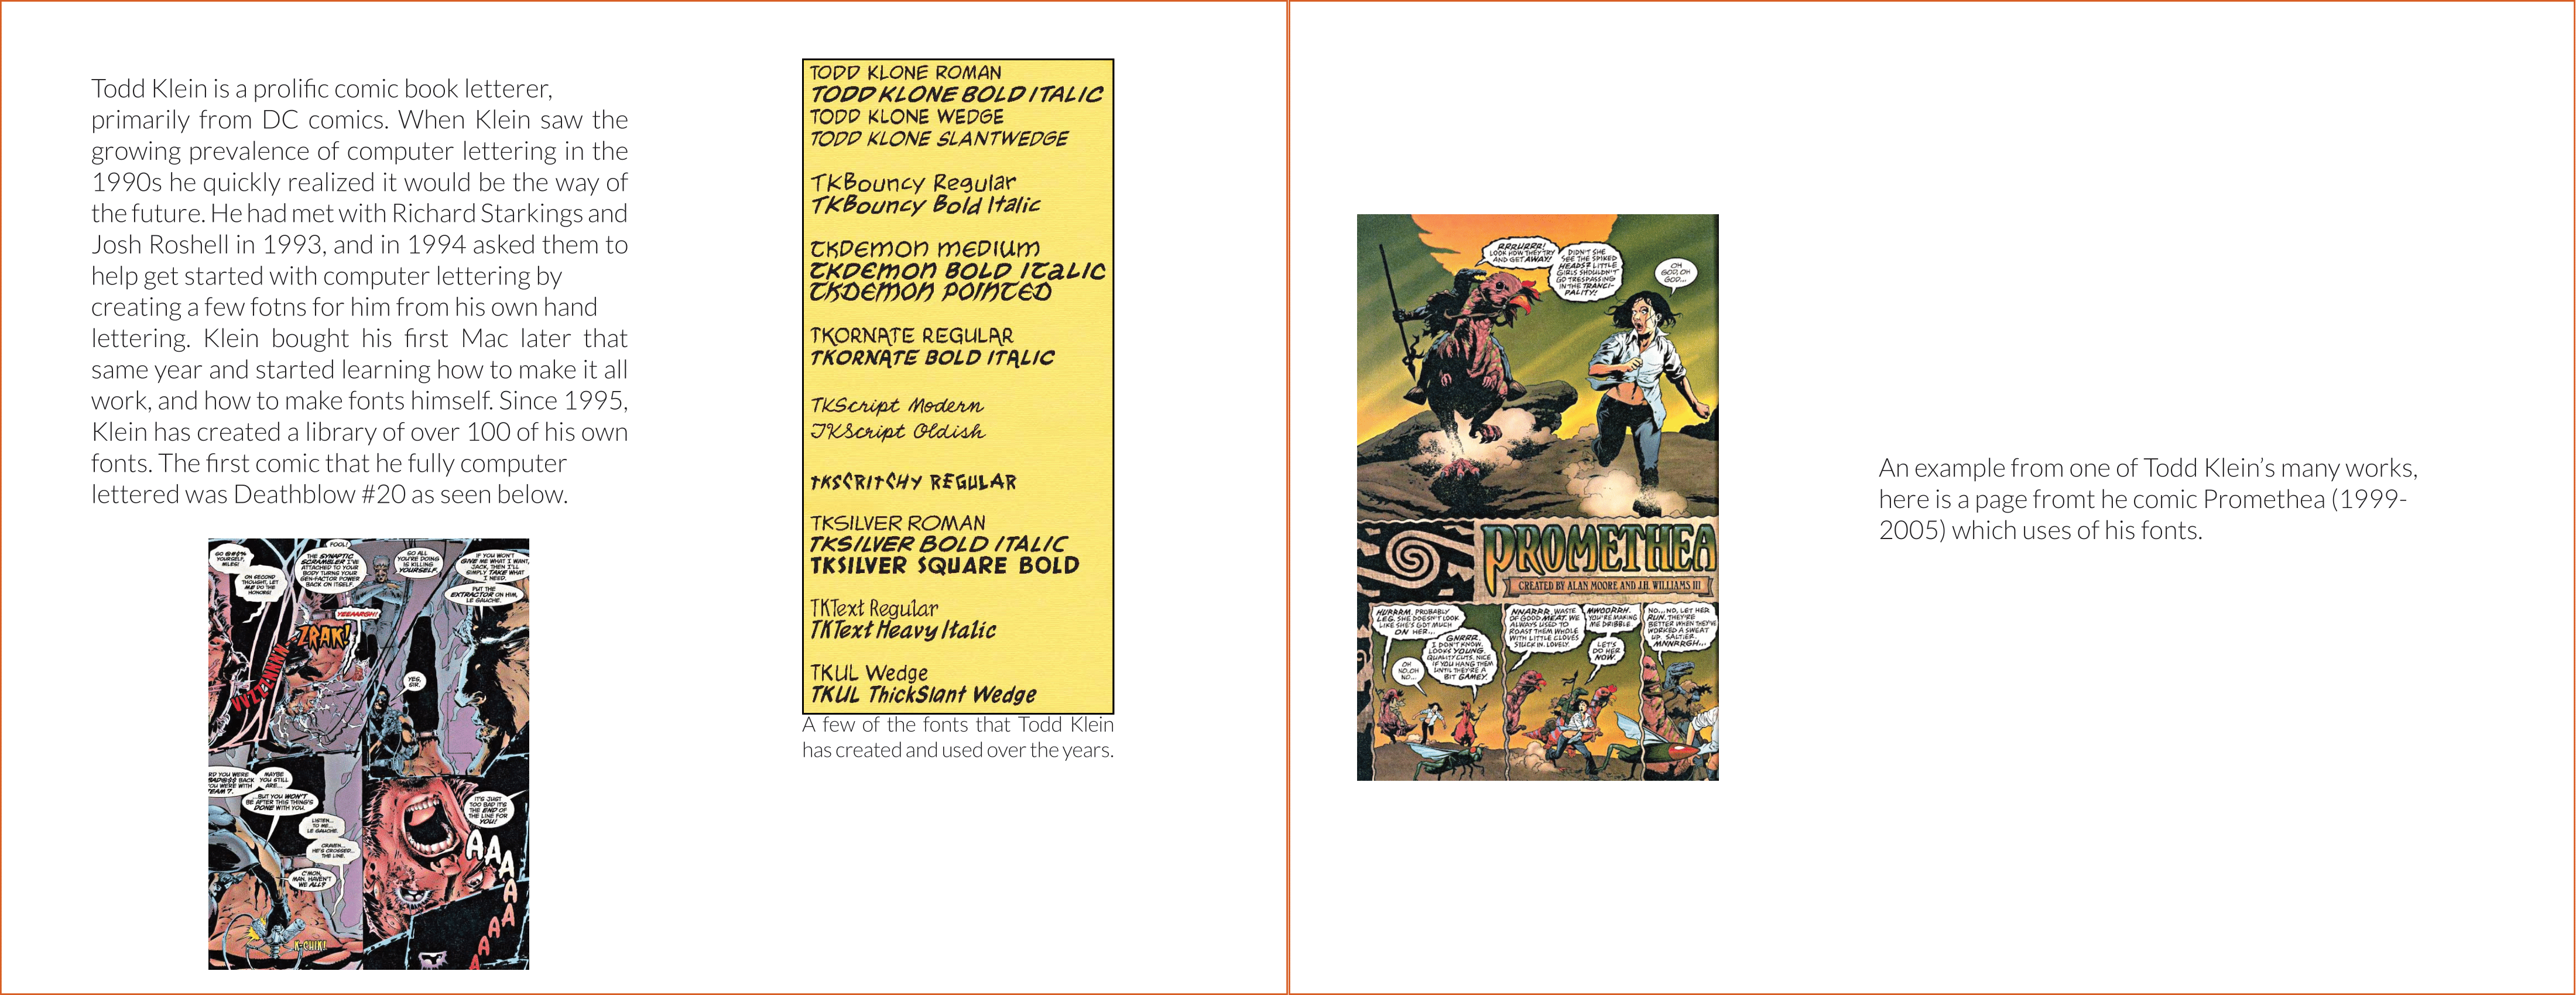 Todd Klein is a prolific comic book letterer,
primarily from DC comics. When Klein saw the
growing prevalence of computer lettering in the
1990s he quickly realized it would be the way of
the future. He had met with Richard Starkings and
Josh Roshell in 1993, and in 1994 asked them to
help get started with computer lettering by
creating a few fotns for him from his own hand
lettering. Klein bought his first Mac later that
same year and started learning how to make it all
work, and how to make fonts himself. Since 1995,
Klein has created a library of over 100 of his own
fonts. The first comic that he fully computer
lettered was Deathblow #20 as seen below.
GO @#$%
YOURSELF,
MILES!
ON SECOND
THOUGHT, LET
ME DO THE
HONORS!
FOOL!
THE SYNAPTIC
SCRAMBLER I'VE
ATTACHED TO YOUR
BODY TURNS YOUR
GEN-FACTOR POWER
BACK ON ITSELF.
GO ALL
YOU'RE DOING
IS KILLING
YOURSELF.
IF YOU WON'T
GIVE ME WHAT I WANT,
JACK, THEN I'LL
SIMPLY TAKE WHAT
I NEED.
PUT THE
EXTRACTOR ON HIM,
LE GAUCHE.
YEEAARGH!
ZRAK!
YES,
SIR.
RD YOU WERE
BAD@$$ BACK
OU WERE WITH
TEAM 7.
MAYBE
YOU STILL
ARE...
BUT YOU WON'T
BE AFTER THIS THING'S
DONE WITH YOU.
LISTEN...
TO ME...
LE GAUCHE.
CRAVEN...
HE'S CROSSED...
THE LINE.
C'MON,
MAN, HAVEN'T
WE ALL?
K-CHIK!
IT'S JUST
TOO BAD IT'S
THE END OF
THE LINE FOR
YOU!
AAAAAAAA
TODD KLONE ROMAN
TODD KLONE BOLD ITALIC
TODD KLONE WEDGE
TODD KLONE SLANTWEDGE
TKBouncy Regular
TKBouncy Bold Italic
TKDEMON MEDIUM
TKDEMON BOLD ITALIC
TKDEMON POINTED
TKORNATE REGULAR
TKORNATE BOLD ITALIC
TKScript Modern
TKScript Oldish
TKSCRITCHY REGULAR
TKSILVER ROMAN
TKSILVER BOLD ITALIC
TKSILVER SQUARE BOLD
TKText Regular
TKText Heavy Italic
TKUL Wedge
TKUL ThickSlant Wedge
A few of the fonts that Todd Klein
has created and used over the years.
RRRURRR!
LOOK HOW THEY TRY
AND GET AWAY!
DIDN'T SHE
SEE THE SPIKED
HEADS? LITTLE
GIRLS SHOULDN'T
GO TRESPASSING
IN THE TRANCI-
PALITY!
OH
GOD, OH
GOD...
PROMETHEA
CREATED BY ALAN MOORE AND J.H. WILLIAMS III
HURRRM. PROBABLY
LEG. SHE DOESN'T LOOK
LIKE SHE'S GOT MUCH
ON HER...
GNRRR.
I DON'T KNOW.
LOOKS YOUNG.
QUALITY CUTS. NICE
IF YOU HANG THEM
UNTIL THEY'RE A
BIT GAMEY.
OH
NO, OH
NO...
NNARRR. WASTE
OF GOOD MEAT. WE
ALWAYS USED TO
ROAST THEM WHOLE
WITH LITTLE CLOVES
STUCK IN. LOVELY.
MWOORRH.
YOU'RE MAKING
ME DRIBBLE.
LET'S
DO HER
NOW.
NO... NO, LET HER
RUN. THEY'RE
BETTER WHEN THEY'VE
WORKED A SWEAT
UP. SALTIER.
MNNRRGH...
An example from one of Todd Klein's many works,
here is a page fromt he comic Promethea (1999-
2005) which uses of his fonts.